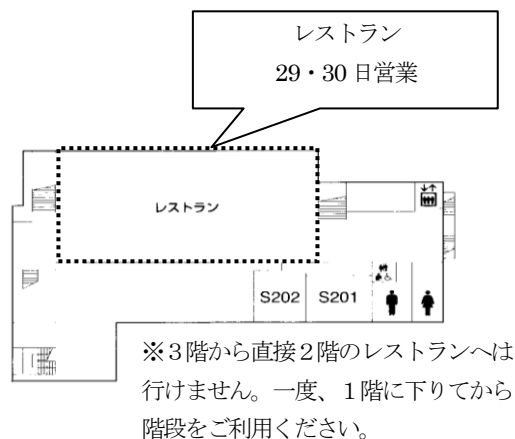 レストラン
29・30 日営業
レストラン
S202
S201
※３階から直接２階のレストランへは
行けません。一度、１階に下りてから
階段をご利用ください。